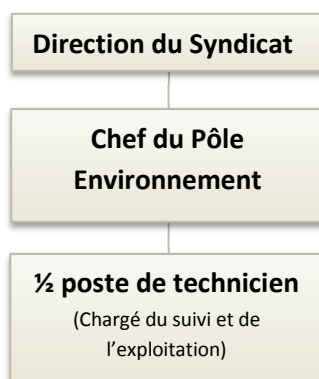 Direction du Syndicat
Chef du Pôle
Environnement
½ poste de technicien
(Chargé du suivi et de
l’exploitation)